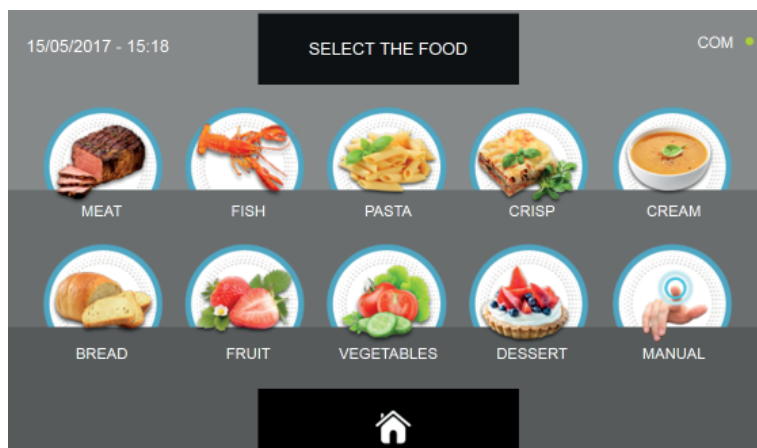 15/05/2017 - 15:18
SELECT THE FOOD
COM
MEAT
FISH
PASTA
CRISP
CREAM
BREAD
FRUIT
VEGETABLES
DESSERT
MANUAL